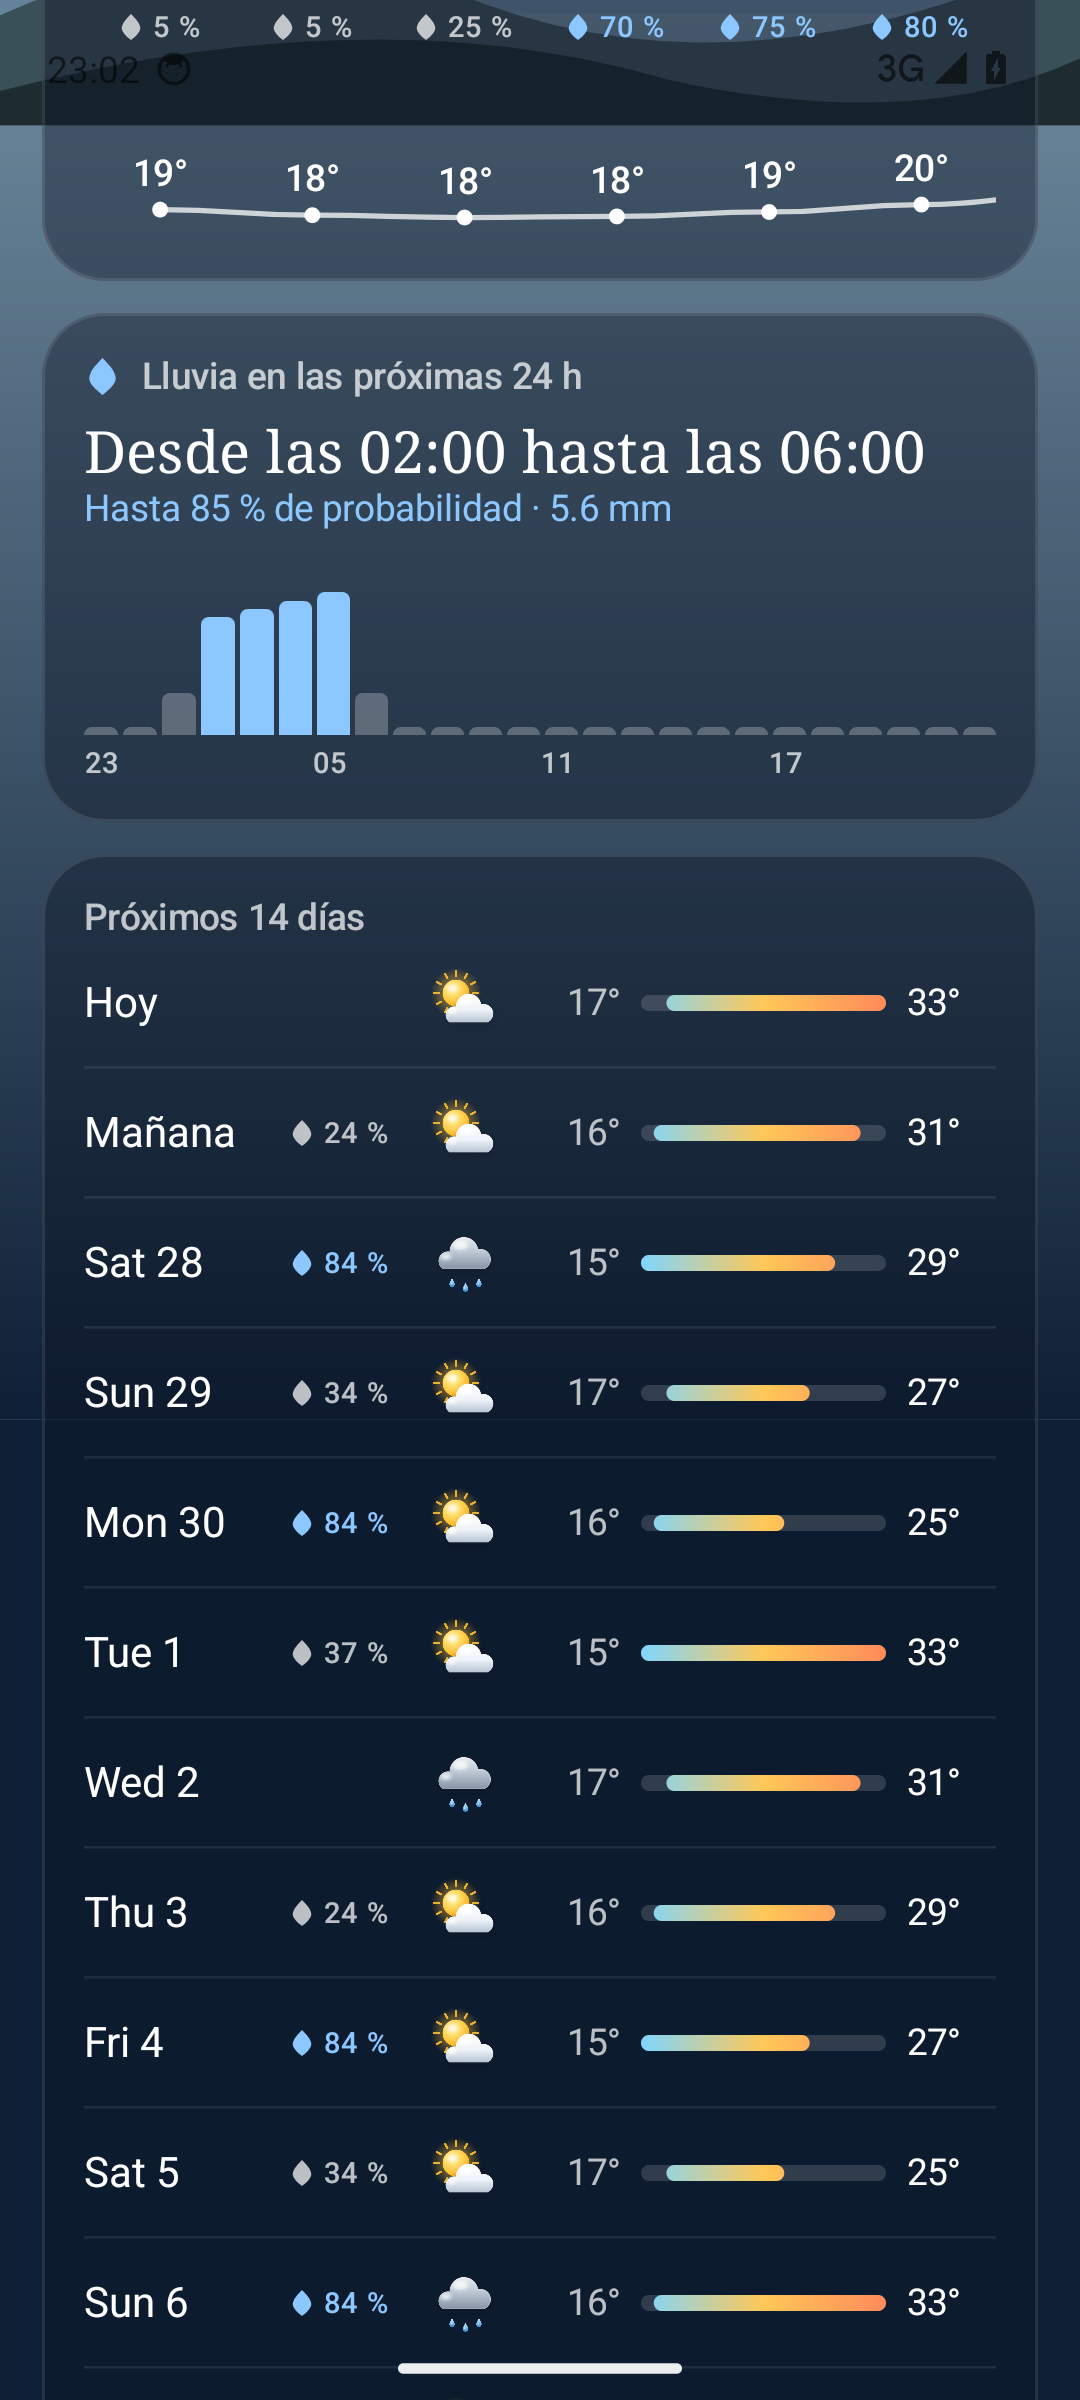 5 % 5 % 25 % 70 % 75 % 80 %
23:02 3G
19° 18° 18° 18° 19° 20°
Lluvia en las próximas 24 h
Desde las 02:00 hasta las 06:00
Hasta 85 % de probabilidad · 5.6 mm
23 05 11 17
Próximos 14 días
Hoy 17° 33°
Mañana 24 % 16° 31°
Sat 28 84 % 15° 29°
Sun 29 34 % 17° 27°
Mon 30 84 % 16° 25°
Tue 1 37 % 15° 33°
Wed 2 17° 31°
Thu 3 24 % 16° 29°
Fri 4 84 % 15° 27°
Sat 5 34 % 17° 25°
Sun 6 84 % 16° 33°